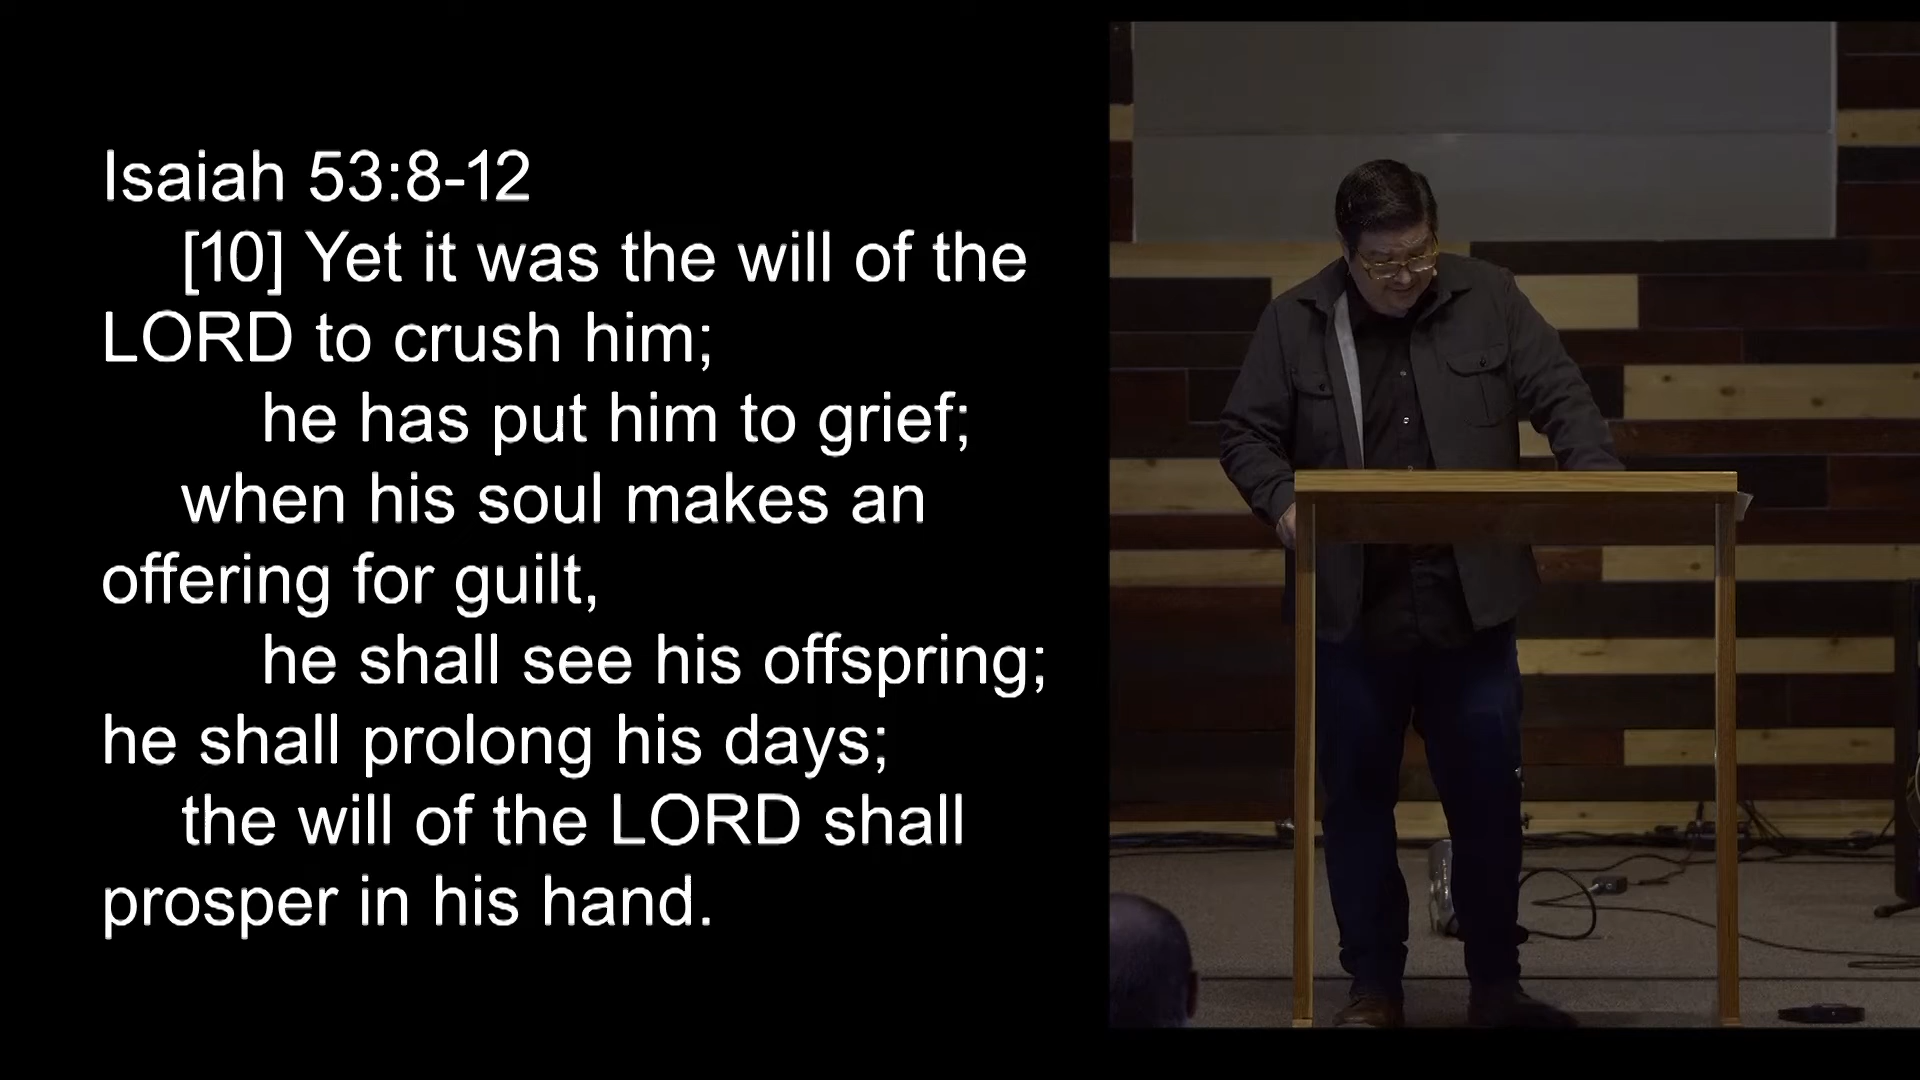 Isaiah 53:8-12
[10] Yet it was the will of the
LORD to crush him;
he has put him to grief;
when his soul makes an
offering for guilt,
he shall see his offspring;
he shall prolong his days;
the will of the LORD shall
prosper in his hand.